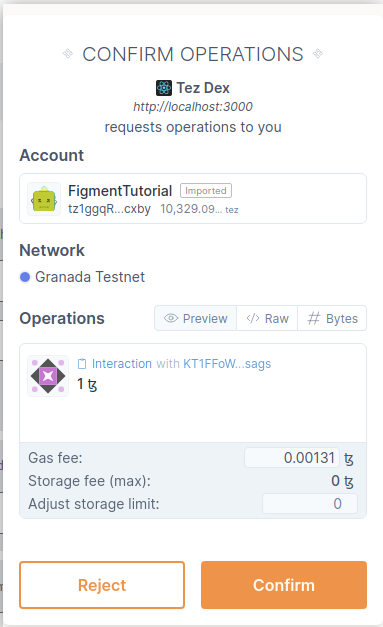 CONFIRM OPERATIONS
Tez Dex
http://localhost:3000
requests operations to you
Account
FigmentTutorial Imported
tz1ggqR...cxby 10,329.09... tez
Network
Granada Testnet
Operations Preview Raw Bytes
Interaction with KT1FFoW...sags
1 ꜩ
Gas fee: 0.00131 ꜩ
Storage fee (max): 0 ꜩ
Adjust storage limit: 0
Reject Confirm